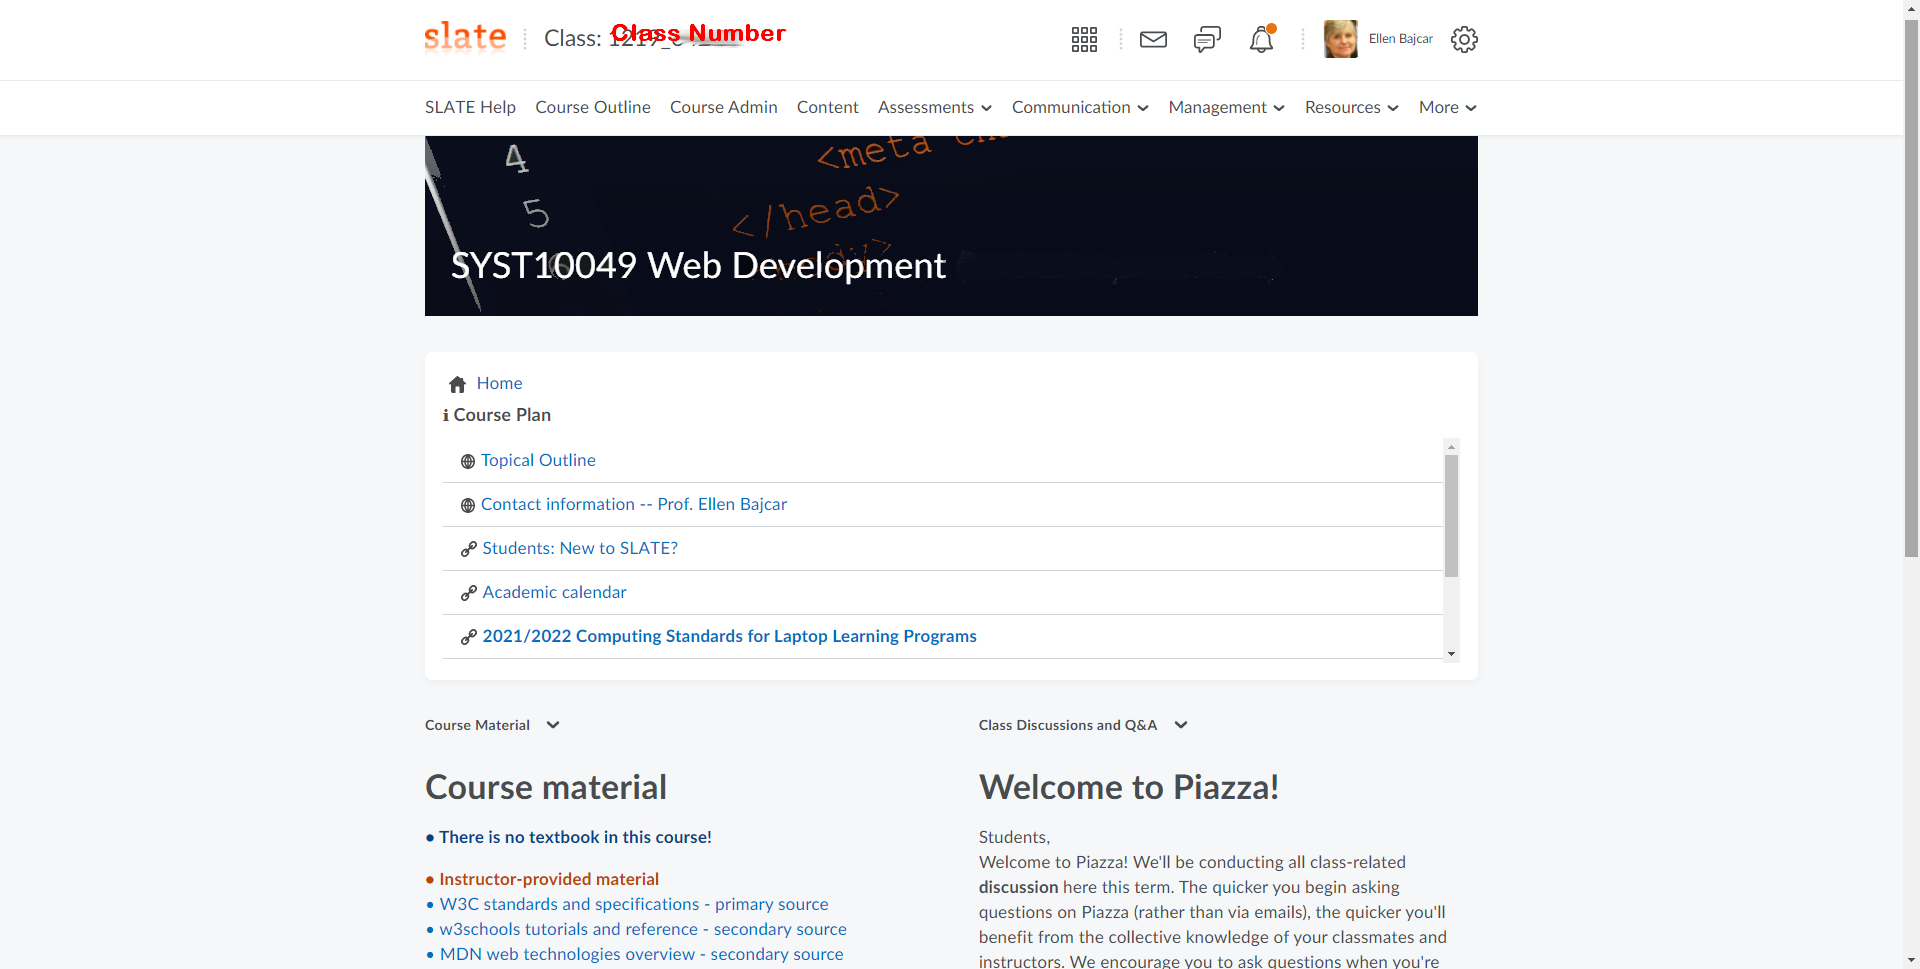 slate
Class: 1219_
Class Number
Ellen Bajcar
SLATE Help
Course Outline
Course Admin
Content
Assessments
Communication
Management
Resources
More
4
<meta
5
</head>
SYST10049 Web Development
Home
Course Plan
Topical Outline
Contact information -- Prof. Ellen Bajcar
Students: New to SLATE?
Academic calendar
2021/2022 Computing Standards for Laptop Learning Programs
Course Material
Course material
• There is no textbook in this course!
• Instructor-provided material
• W3C standards and specifications - primary source
• w3schools tutorials and reference - secondary source
• MDN web technologies overview - secondary source
Class Discussions and Q&A
Welcome to Piazza!
Students,
Welcome to Piazza! We'll be conducting all class-related
discussion here this term. The quicker you begin asking
questions on Piazza (rather than via emails), the quicker you'll
benefit from the collective knowledge of your classmates and
instructors. We encourage you to ask questions when you're